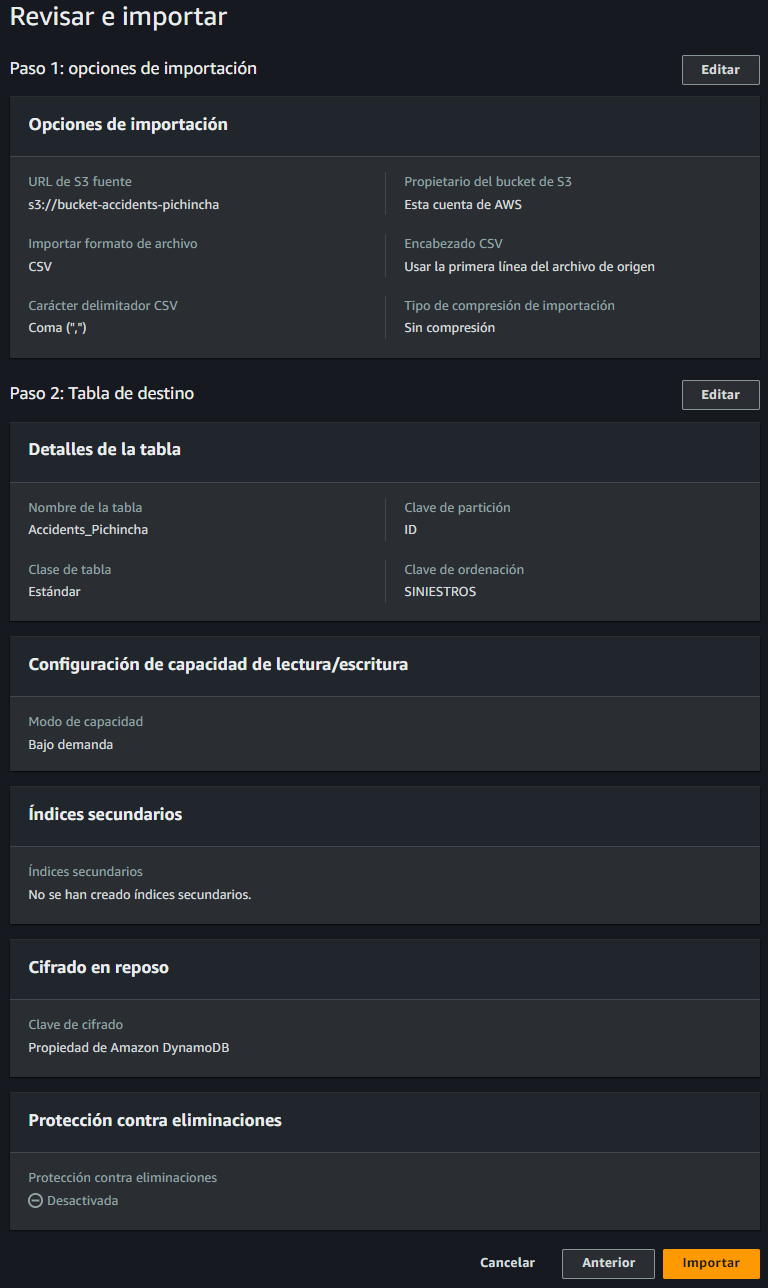 Revisar e importar
Paso 1: opciones de importación
Editar
Opciones de importación
URL de S3 fuente
s3://bucket-accidents-pichincha
Propietario del bucket de S3
Esta cuenta de AWS
Importar formato de archivo
CSV
Encabezado CSV
Usar la primera línea del archivo de origen
Carácter delimitador CSV
Coma (",")
Tipo de compresión de importación
Sin compresión
Paso 2: Tabla de destino
Editar
Detalles de la tabla
Nombre de la tabla
Accidents_Pichincha
Clave de partición
ID
Clase de tabla
Estándar
Clave de ordenación
SINIESTROS
Configuración de capacidad de lectura/escritura
Modo de capacidad
Bajo demanda
Índices secundarios
Índices secundarios
No se han creado índices secundarios.
Cifrado en reposo
Clave de cifrado
Propiedad de Amazon DynamoDB
Protección contra eliminaciones
Protección contra eliminaciones
Desactivada
Cancelar
Anterior
Importar